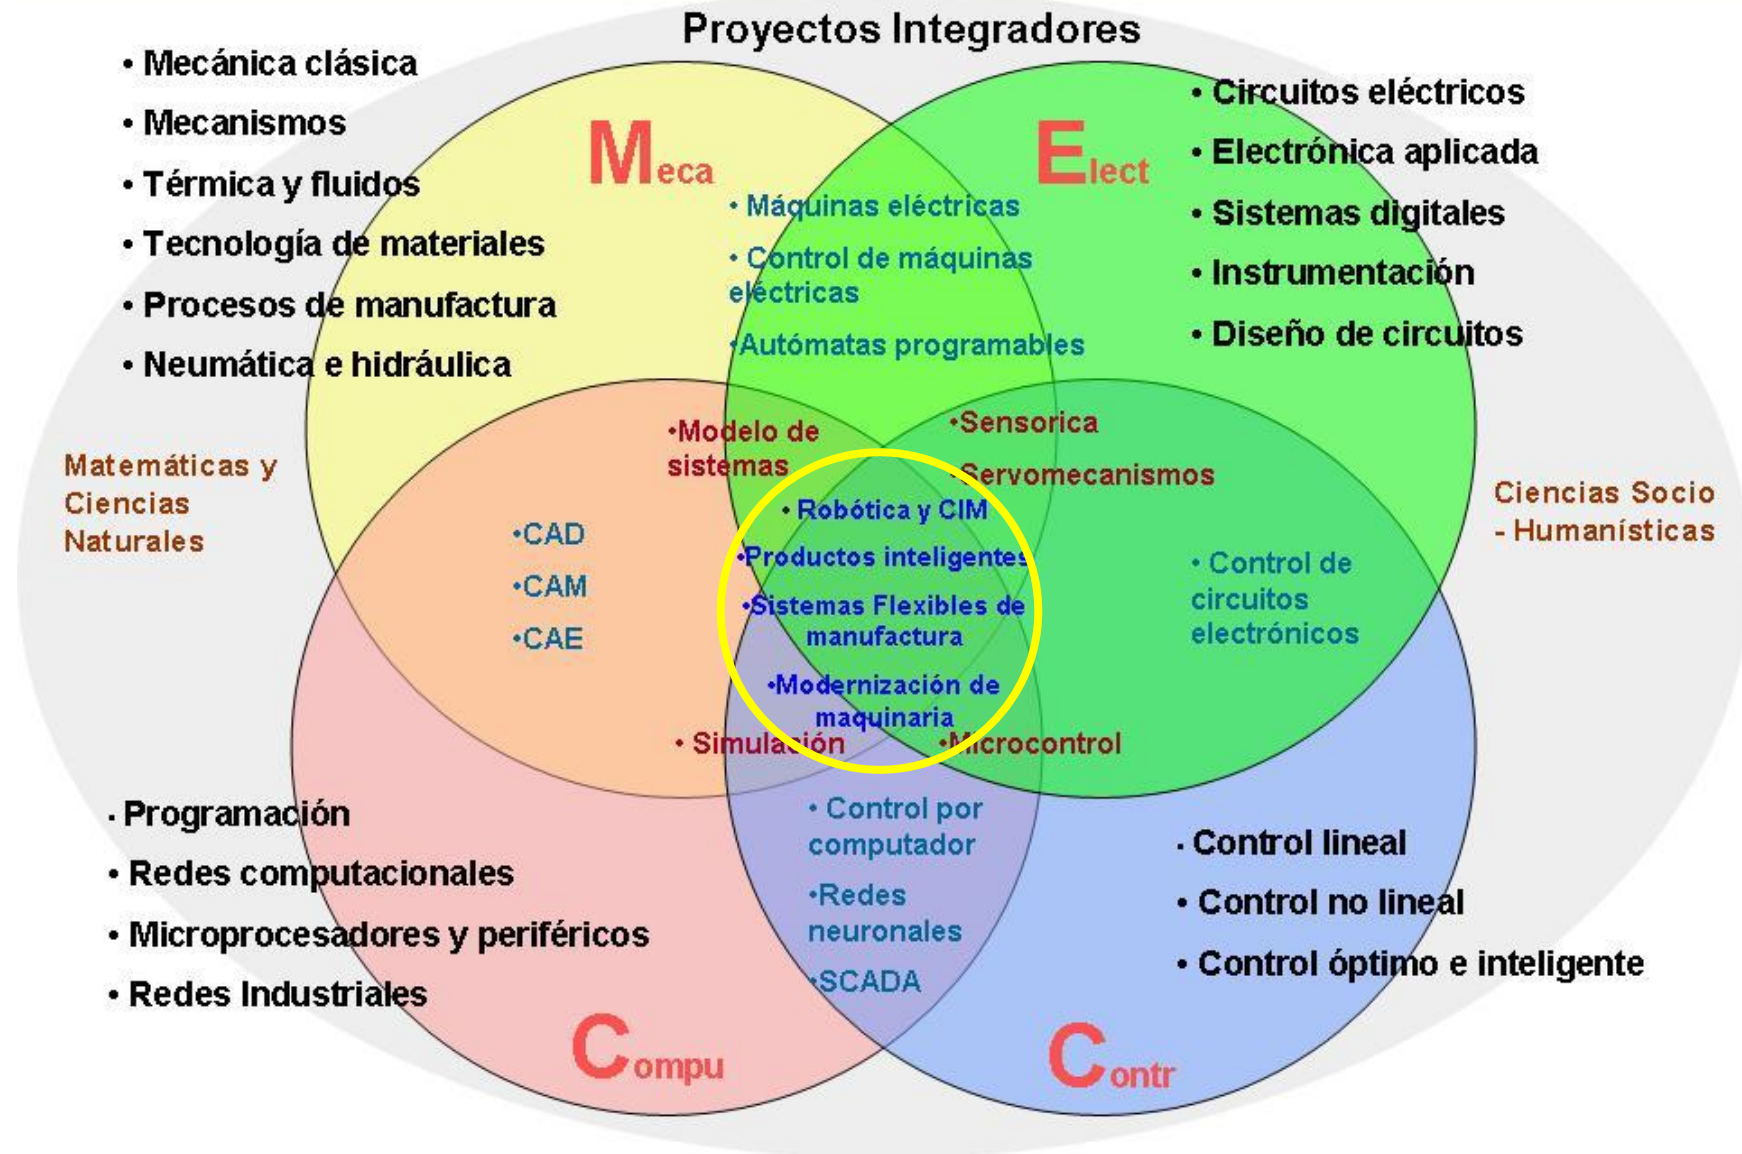 Proyectos Integradores
• Mecánica clásica
• Mecanismos
• Térmica y fluidos
• Tecnología de materiales
• Procesos de manufactura
• Neumática e hidráulica
Meca
Elect
• Circuitos eléctricos
• Electrónica aplicada
• Sistemas digitales
• Instrumentación
• Diseño de circuitos
• Máquinas eléctricas
• Control de máquinas
eléctricas
•Autómatas programables
•Modelo de
sistemas
•Sensorica
•Servomecanismos
Matemáticas y
Ciencias
Naturales
Ciencias Socio
- Humanísticas
•CAD
•CAM
•CAE
• Robótica y CIM
•Productos inteligentes
•Sistemas Flexibles de
manufactura
•Modernización de
maquinaria
• Control de
circuitos
electrónicos
• Simulación
•Microcontrol
• Programación
• Redes computacionales
• Microprocesadores y periféricos
• Redes Industriales
• Control por
computador
•Redes
neuronales
•SCADA
• Control lineal
• Control no lineal
• Control óptimo e inteligente
Compu
Contr